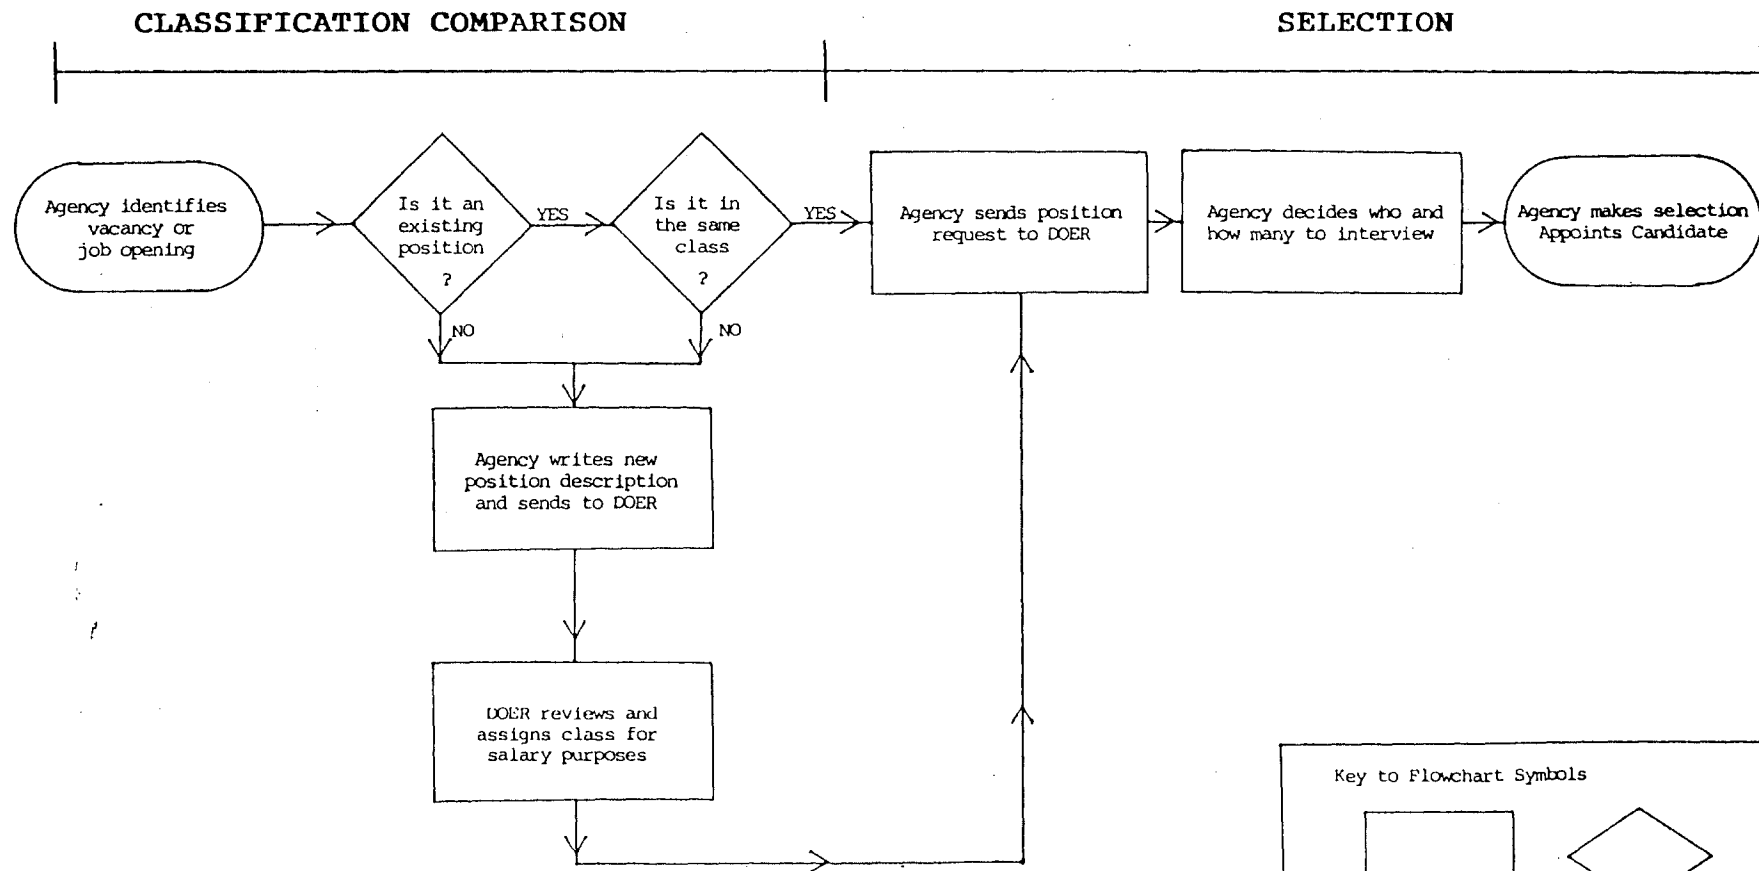 CLASSIFICATION COMPARISON
SELECTION
Agency identifies
vacancy or
job opening
Is it an
existing
position
?
YES
Is it in
the same
class
?
YES
Agency sends position
request to DOER
Agency decides who and
how many to interview
Agency makes selection
Appoints Candidate
NO
NO
Agency writes new
position description
and sends to DOER
DOER reviews and
assigns class for
salary purposes
Key to Flowchart Symbols